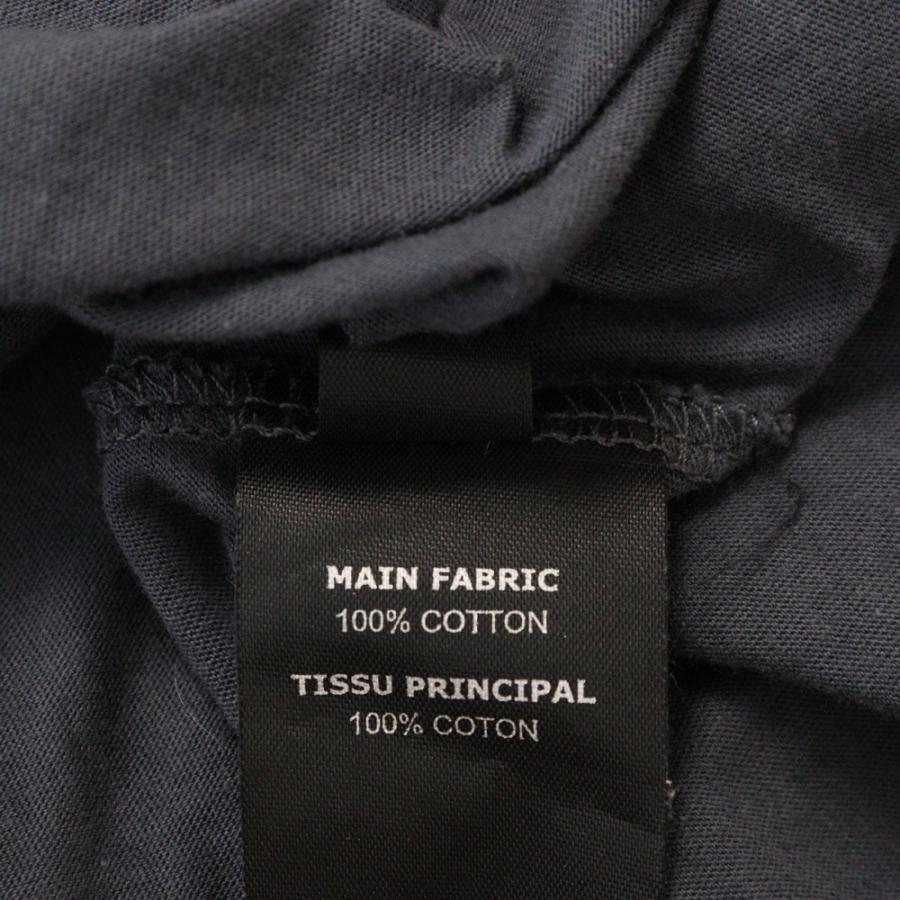 MAIN FABRIC
100% COTTON
TISSU PRINCIPAL
100% COTON